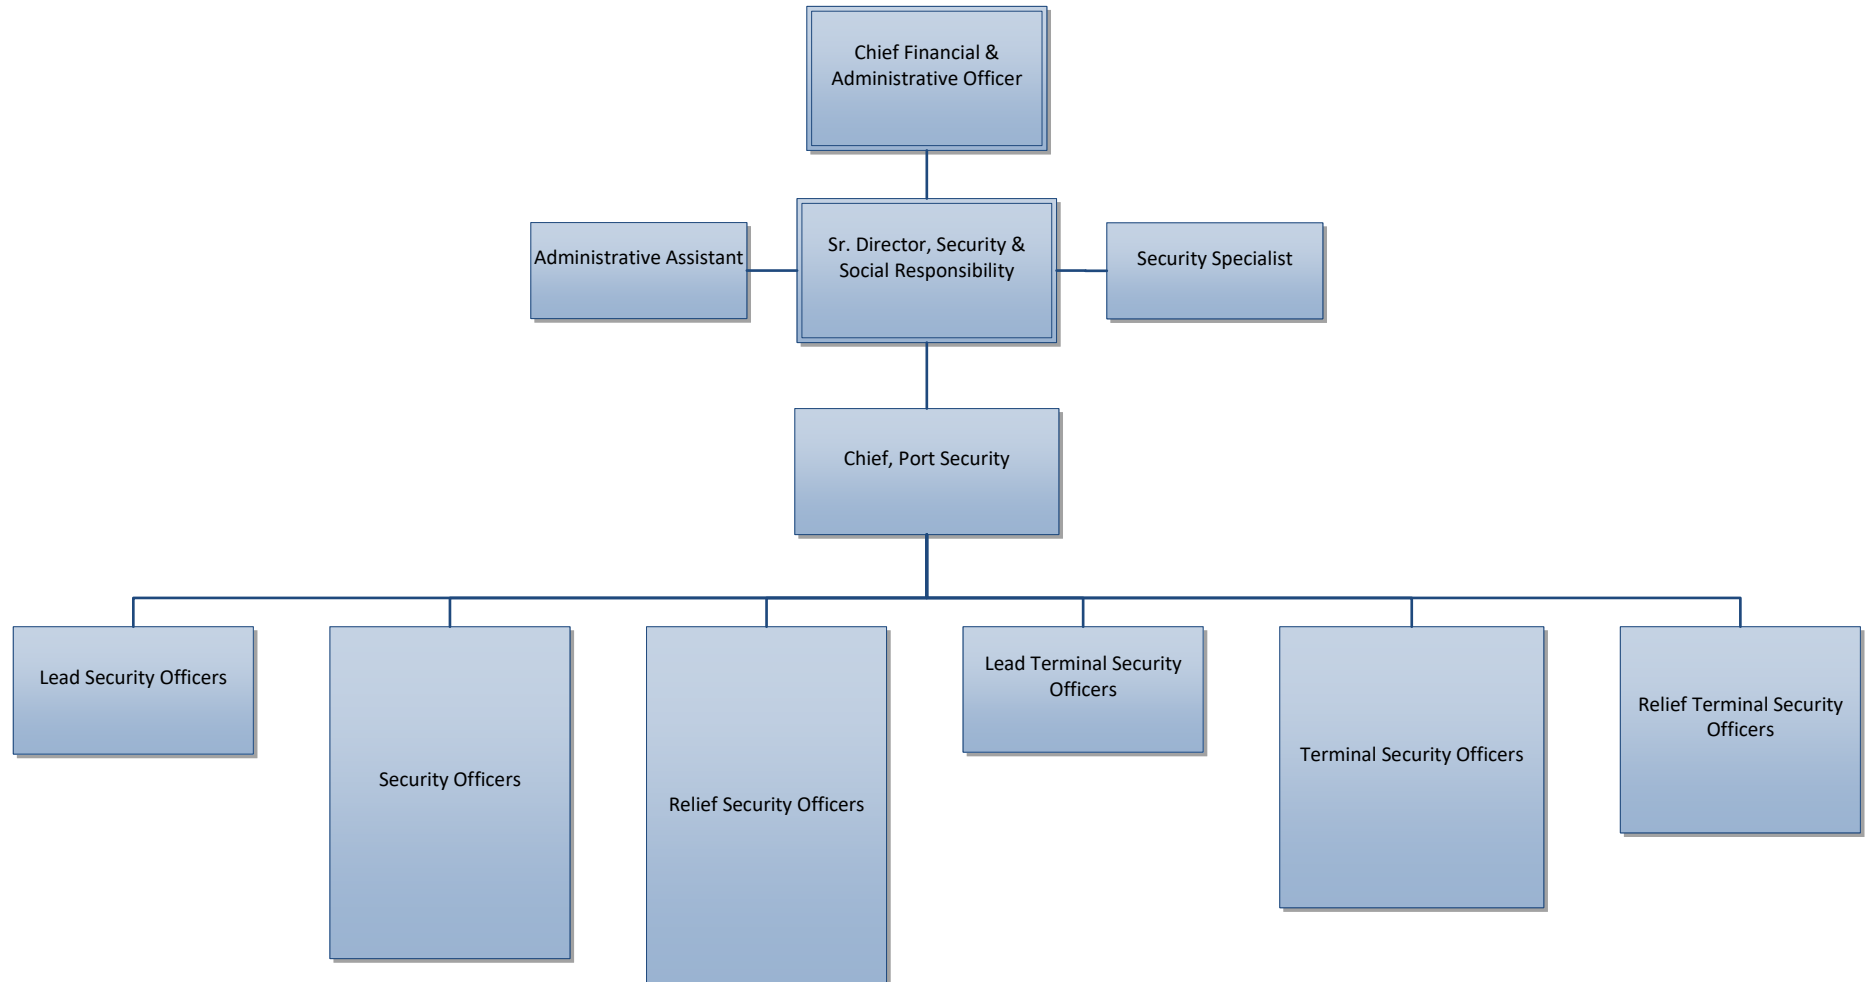 Chief Financial &
Administrative Officer
Administrative Assistant
Sr. Director, Security &
Social Responsibility
Security Specialist
Chief, Port Security
Lead Security Officers
Security Officers
Relief Security Officers
Lead Terminal Security
Officers
Terminal Security Officers
Relief Terminal Security
Officers